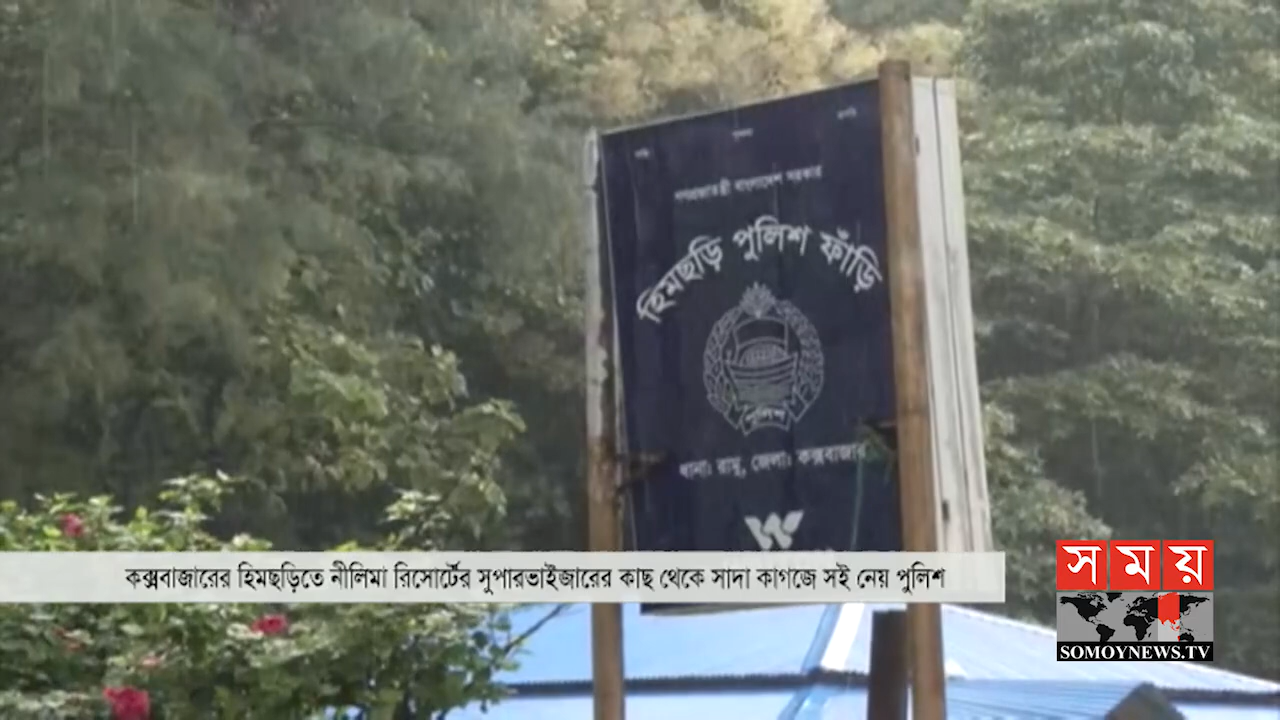 গণপ্রজাতন্ত্রী বাংলাদেশ সরকার
হিমছড়ি পুলিশ ফাঁড়ি
পুলিশ
থানাঃ রামু, জেলাঃ কক্সবাজার
কক্সবাজারের হিমছড়িতে নীলিমা রিসোর্টের সুপারভাইজারের কাছ থেকে সাদা কাগজে সই নেয় পুলিশ
সময়
SOMOYNEWS.TV